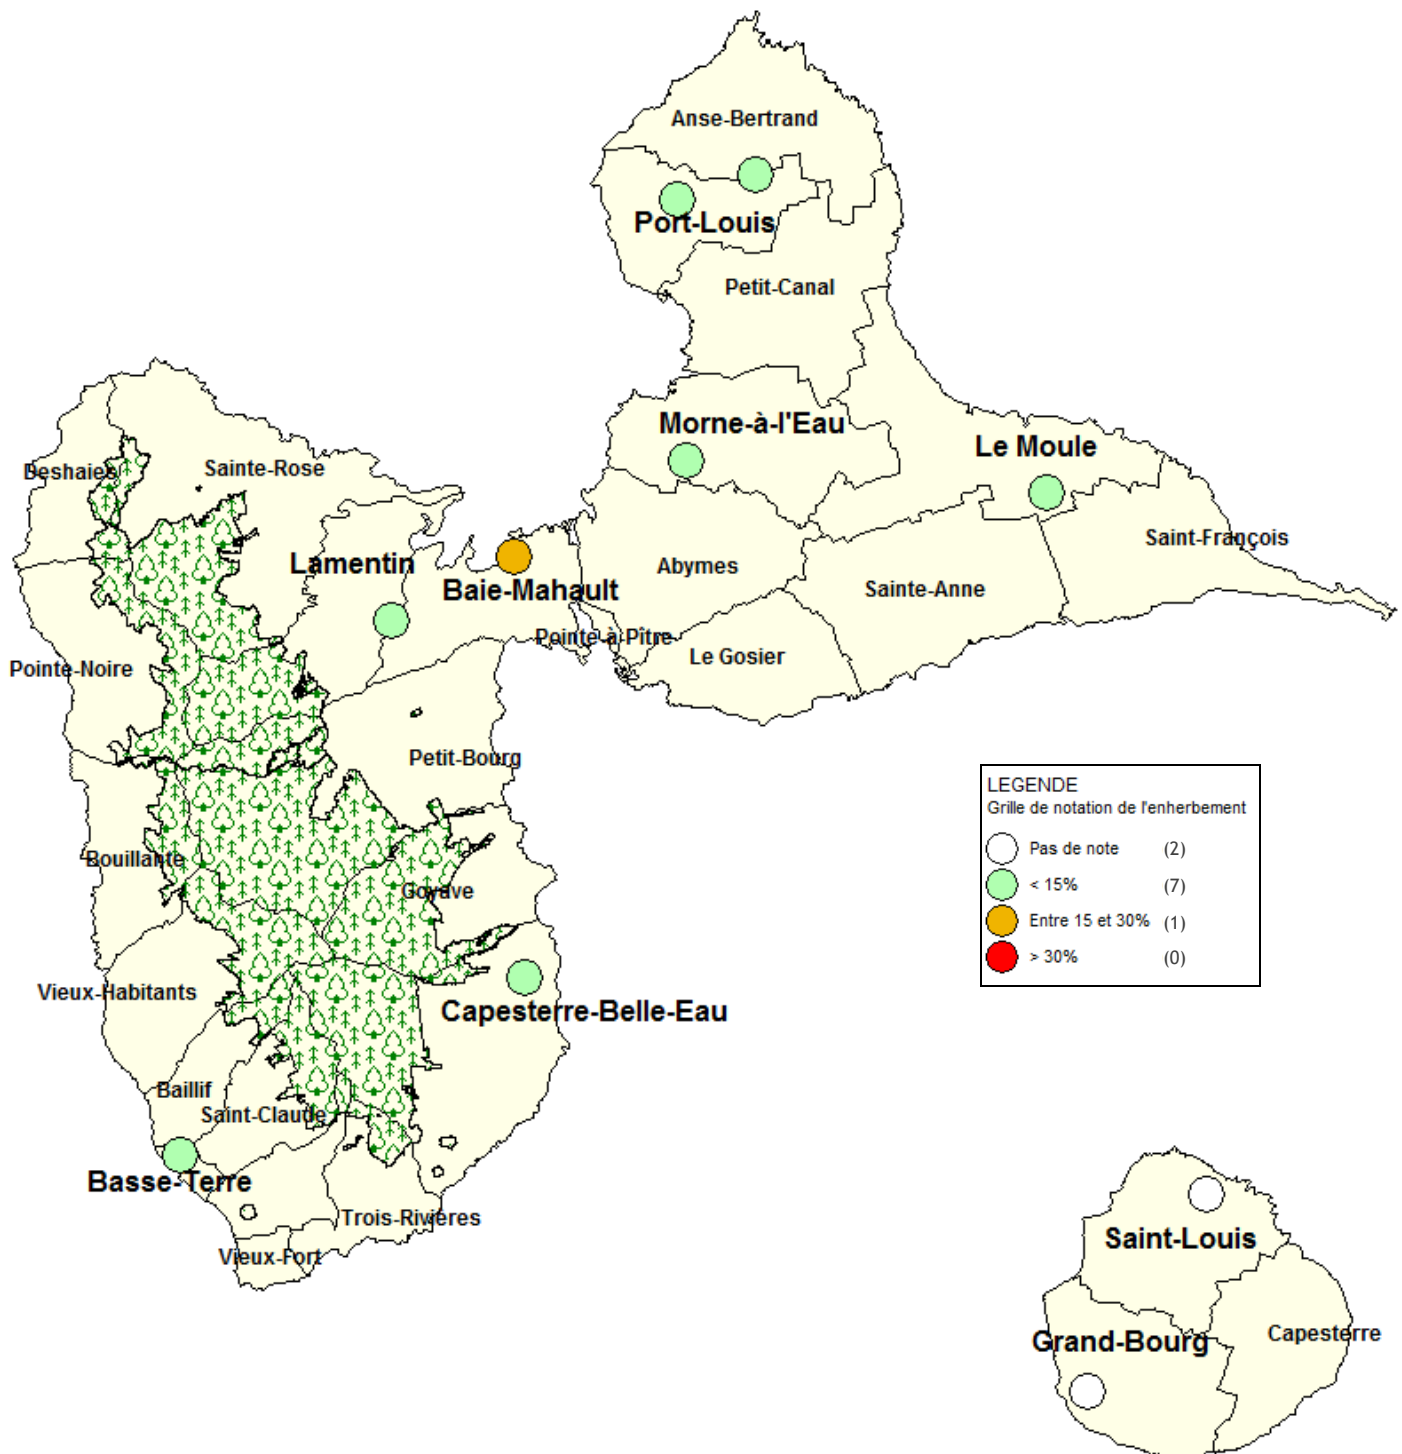 Anse-Bertrand
Port-Louis
Petit-Canal
Morne-à-l'Eau
Le Moule
Deshaies
Sainte-Rose
Saint-François
Lamentin
Abymes
Baie-Mahault
Sainte-Anne
Pointe à Pître
Le Gosier
Pointe-Noire
Petit-Bourg
LEGENDE
Grille de notation de l'enherbement
Pas de note (2)
< 15% (7)
Entre 15 et 30% (1)
> 30% (0)
Bouillante
Goyave
Vieux-Habitants
Capesterre-Belle-Eau
Baillif
Saint-Claude
Basse-Terre
Trois-Rivières
Vieux-Fort
Saint-Louis
Grand-Bourg
Capesterre